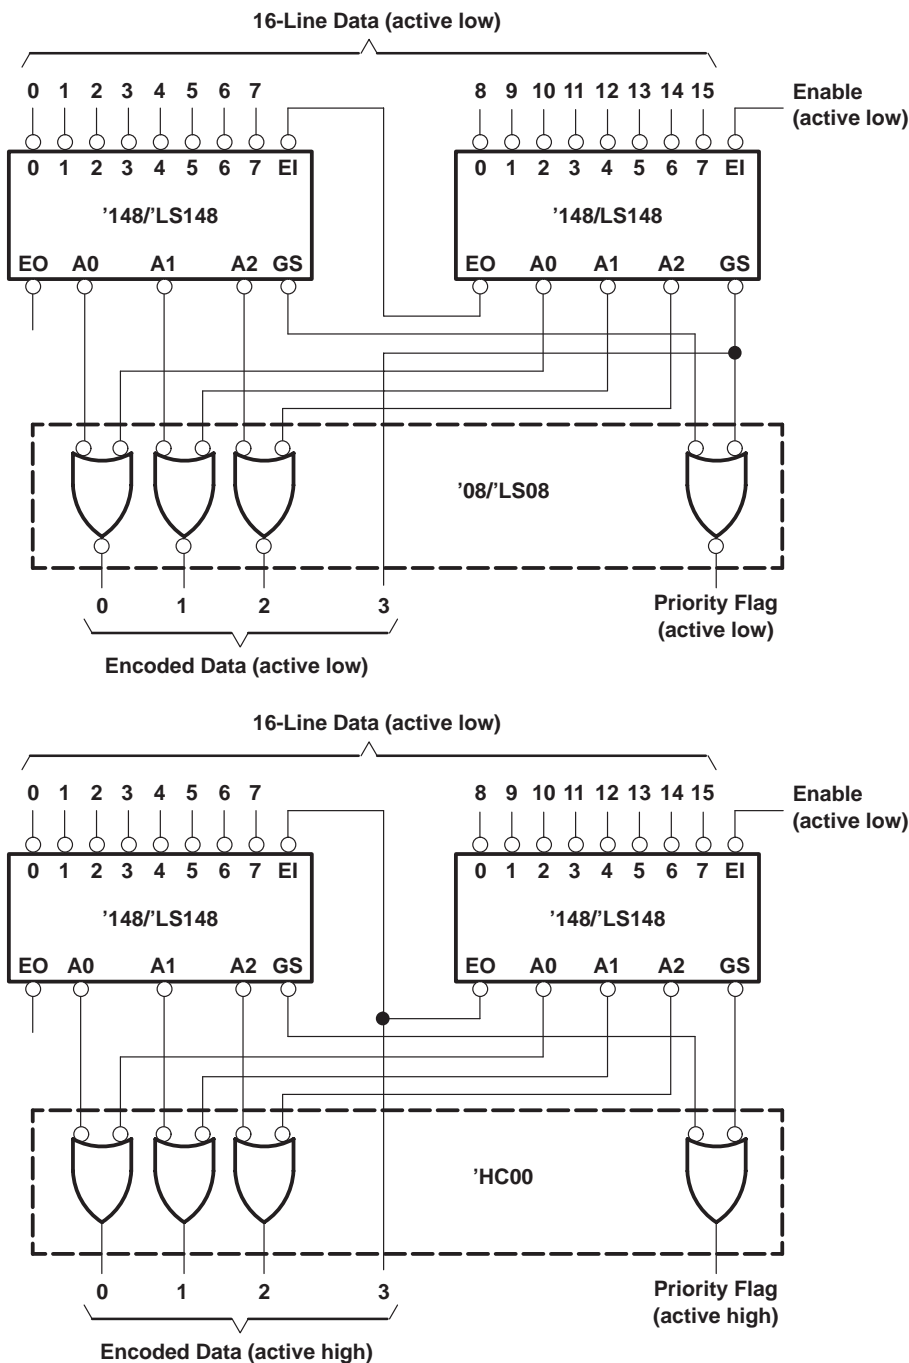 16-Line Data (active low)
0 1 2 3 4 5 6 7
8 9 10 11 12 13 14 15
Enable
(active low)
0 1 2 3 4 5 6 7 EI
0 1 2 3 4 5 6 7 EI
’148/’LS148
’148/LS148
EO A0 A1 A2 GS
EO A0 A1 A2 GS
’08/’LS08
0 1 2 3
Priority Flag
(active low)
Encoded Data (active low)
16-Line Data (active low)
0 1 2 3 4 5 6 7
8 9 10 11 12 13 14 15
Enable
(active low)
0 1 2 3 4 5 6 7 EI
0 1 2 3 4 5 6 7 EI
’148/’LS148
’148/’LS148
EO A0 A1 A2 GS
EO A0 A1 A2 GS
’HC00
0 1 2 3
Priority Flag
(active high)
Encoded Data (active high)